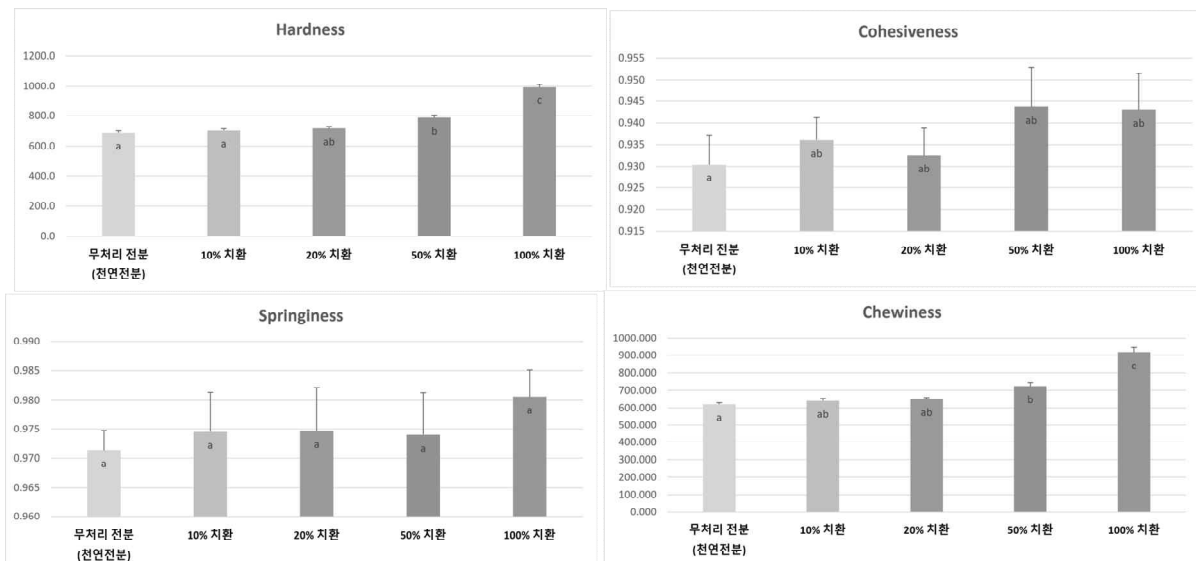 Hardness
1200.0
1000.0
800.0
600.0
400.0
200.0
0.0
a
a
ab
b
c
무처리 전분
(천연전분)
10% 치환
20% 치환
50% 치환
100% 치환
Cohesiveness
0.955
0.950
0.945
0.940
0.935
0.930
0.925
0.920
0.915
a
ab
ab
ab
ab
무처리 전분
(천연전분)
10% 치환
20% 치환
50% 치환
100% 치환
Springiness
0.990
0.985
0.980
0.975
0.970
0.965
0.960
a
a
a
a
a
무처리 전분
(천연전분)
10% 치환
20% 치환
50% 치환
100% 치환
Chewiness
1000.000
900.000
800.000
700.000
600.000
500.000
400.000
300.000
200.000
100.000
0.000
a
ab
ab
b
c
무처리 전분
(천연전분)
10% 치환
20% 치환
50% 치환
100% 치환